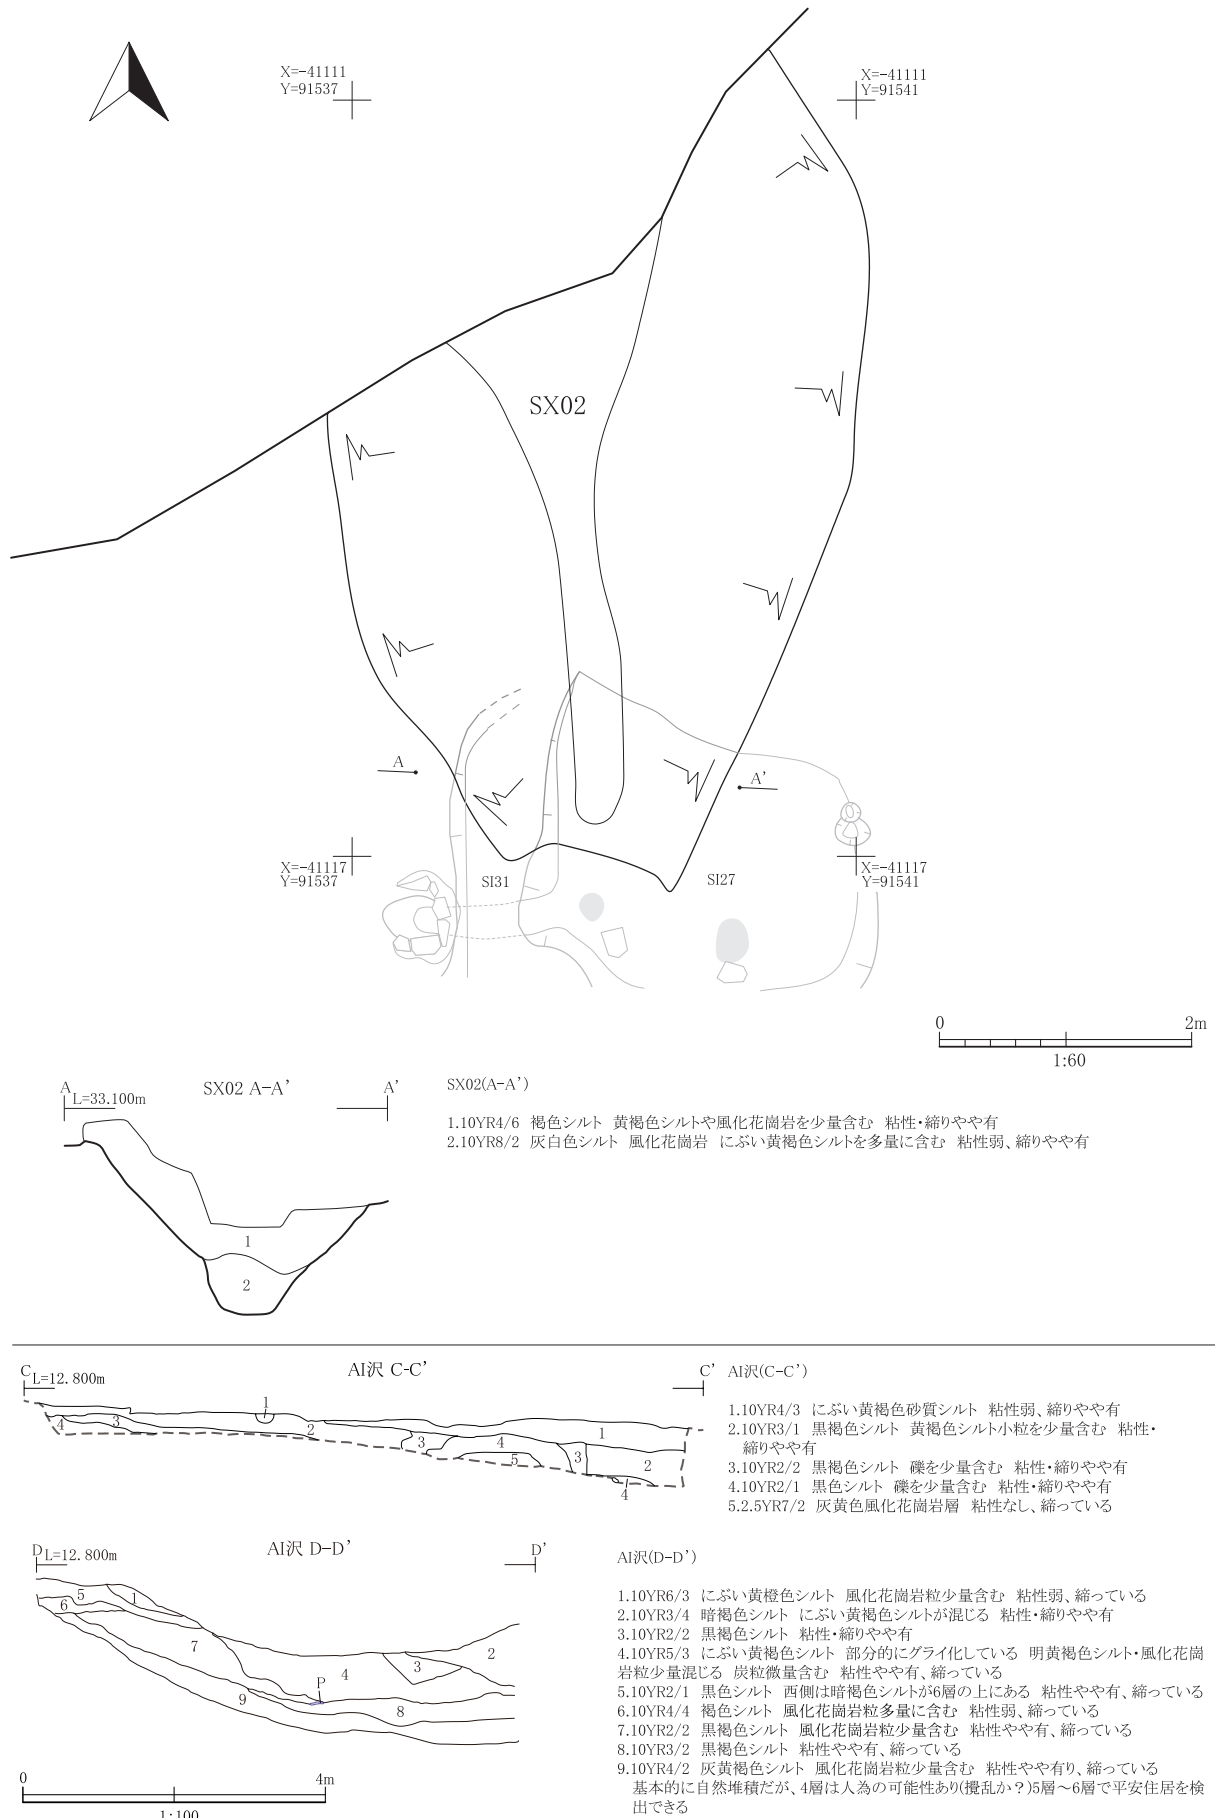 X=-41111
Y=91537
X=-41111
Y=91541
SX02
A
A'
X=-41117
Y=91537
SI31
SI27
X=-41117
Y=91541
0 2m
1:60
A L=33.100m SX02 A-A' A'
1
2
SX02(A-A')
1.10YR4/6 褐色シルト 黄褐色シルトや風化花崗岩を少量含む 粘性・締りやや有
2.10YR8/2 灰白色シルト 風化花崗岩 にぶい黄褐色シルトを多量に含む 粘性弱、締りやや有
C L=12.800m AI沢 C-C' C'
1
4 3 2 3 4 5 3 1 2 4
AI沢(C-C')
1.10YR4/3 にぶい黄褐色砂質シルト 粘性弱、締りやや有
2.10YR3/1 黒褐色シルト 黄褐色シルト小粒を少量含む 粘性・
締りやや有
3.10YR2/2 黒褐色シルト 礫を少量含む 粘性・締りやや有
4.10YR2/1 黒色シルト 礫を少量含む 粘性・締りやや有
5.2.5YR7/2 灰黄色風化花崗岩層 粘性なし、締っている
D L=12.800m AI沢 D-D' D'
5 1
6
7 4 3 2
P
9 8
0 4m
1:100
AI沢(D-D')
1.10YR6/3 にぶい黄橙色シルト 風化花崗岩粒少量含む 粘性弱、締っている
2.10YR3/4 暗褐色シルト にぶい黄褐色シルトが混じる 粘性・締りやや有
3.10YR2/2 黒褐色シルト 粘性・締りやや有
4.10YR5/3 にぶい黄褐色シルト 部分的にグライ化している 明黄褐色シルト・風化花崗
岩粒少量混じる 炭粒微量含む 粘性やや有、締っている
5.10YR2/1 黒色シルト 西側は暗褐色シルトが6層の上にある 粘性やや有、締っている
6.10YR4/4 褐色シルト 風化花崗岩粒多量に含む 粘性弱、締っている
7.10YR2/2 黒褐色シルト 風化花崗岩粒少量含む 粘性やや有、締っている
8.10YR3/2 黒褐色シルト 粘性やや有、締っている
9.10YR4/2 灰黄褐色シルト 風化花崗岩粒少量含む 粘性やや有り、締っている
基本的に自然堆積だが、4層は人為の可能性あり(攪乱か？)5層～6層で平安住居を検
出できる